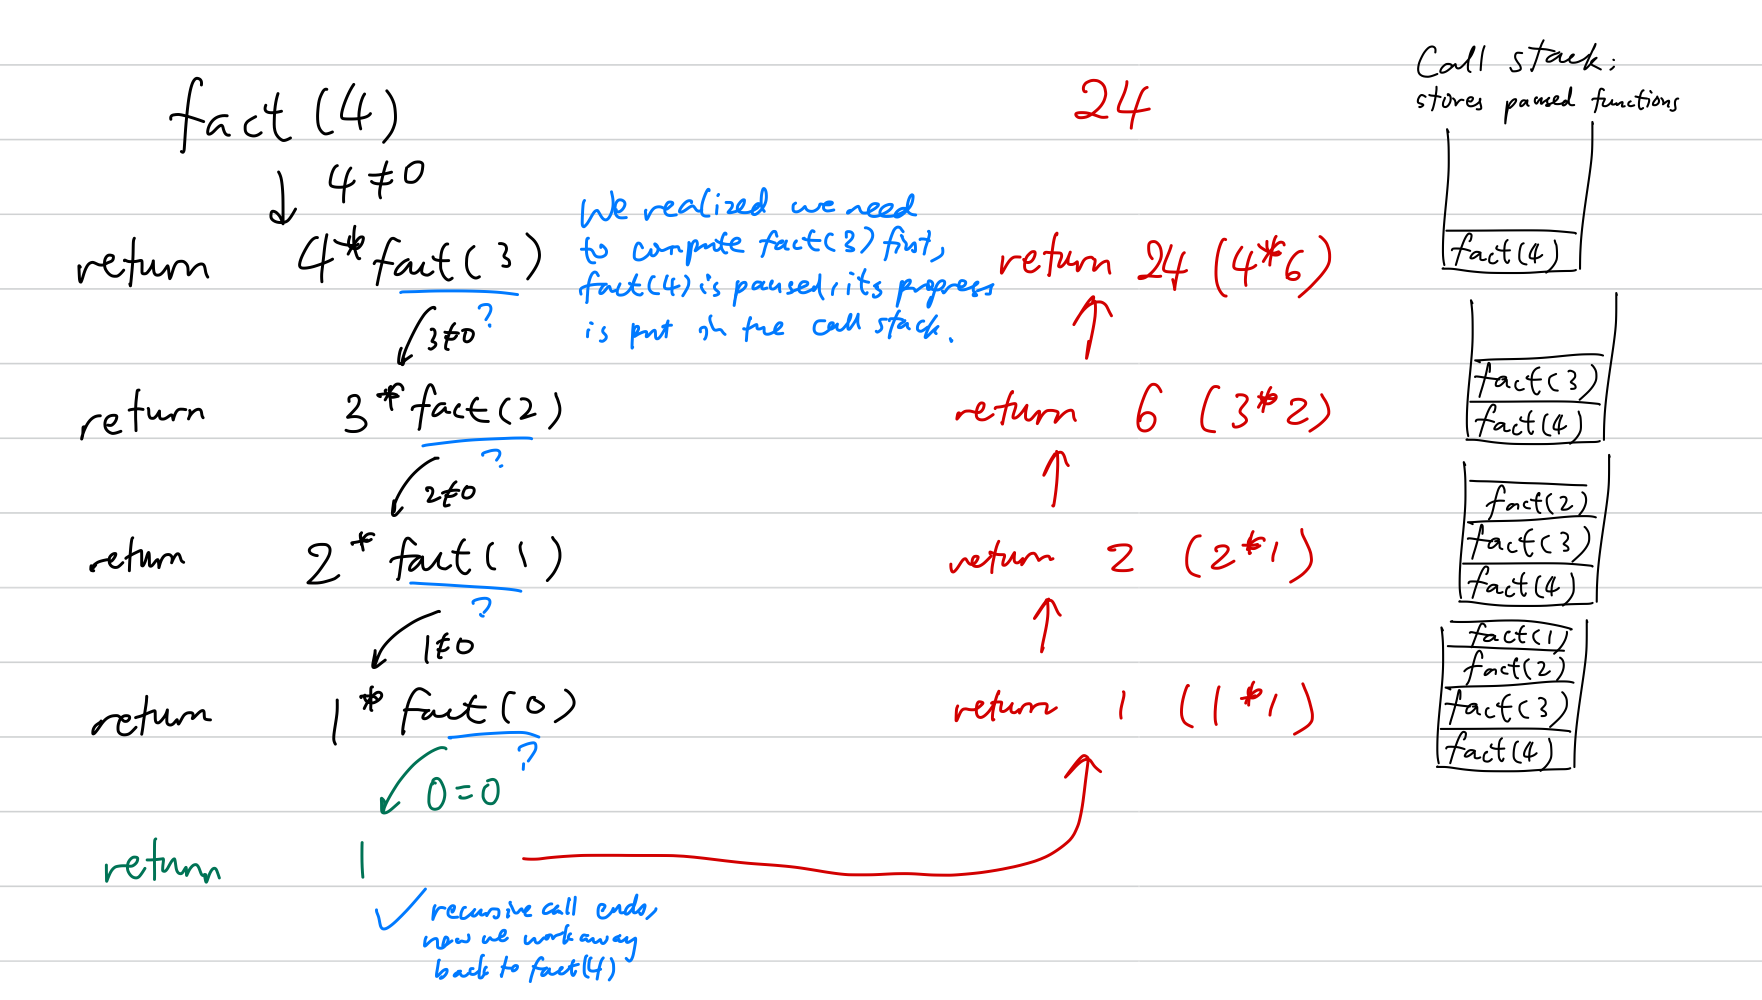 fact (4)
4≠0
return 4*fact(3)
?
3≠0
return 3*fact(2)
?
2≠0
return 2*fact(1)
?
1≠0
return 1*fact(0)
?
0=0
return 1
✓ recursive call ends,
now we work away
back to fact(4)
We realized we need
to compute fact(3) first,
fact(4) is paused, its progress
is put in the call stack.
24
return 24 (4*6)
return 6 (3*2)
return 2 (2*1)
return 1 (1*1)
Call stack:
stores paused functions
fact(4)
fact(3)
fact(4)
fact(2)
fact(3)
fact(4)
fact(1)
fact(2)
fact(3)
fact(4)